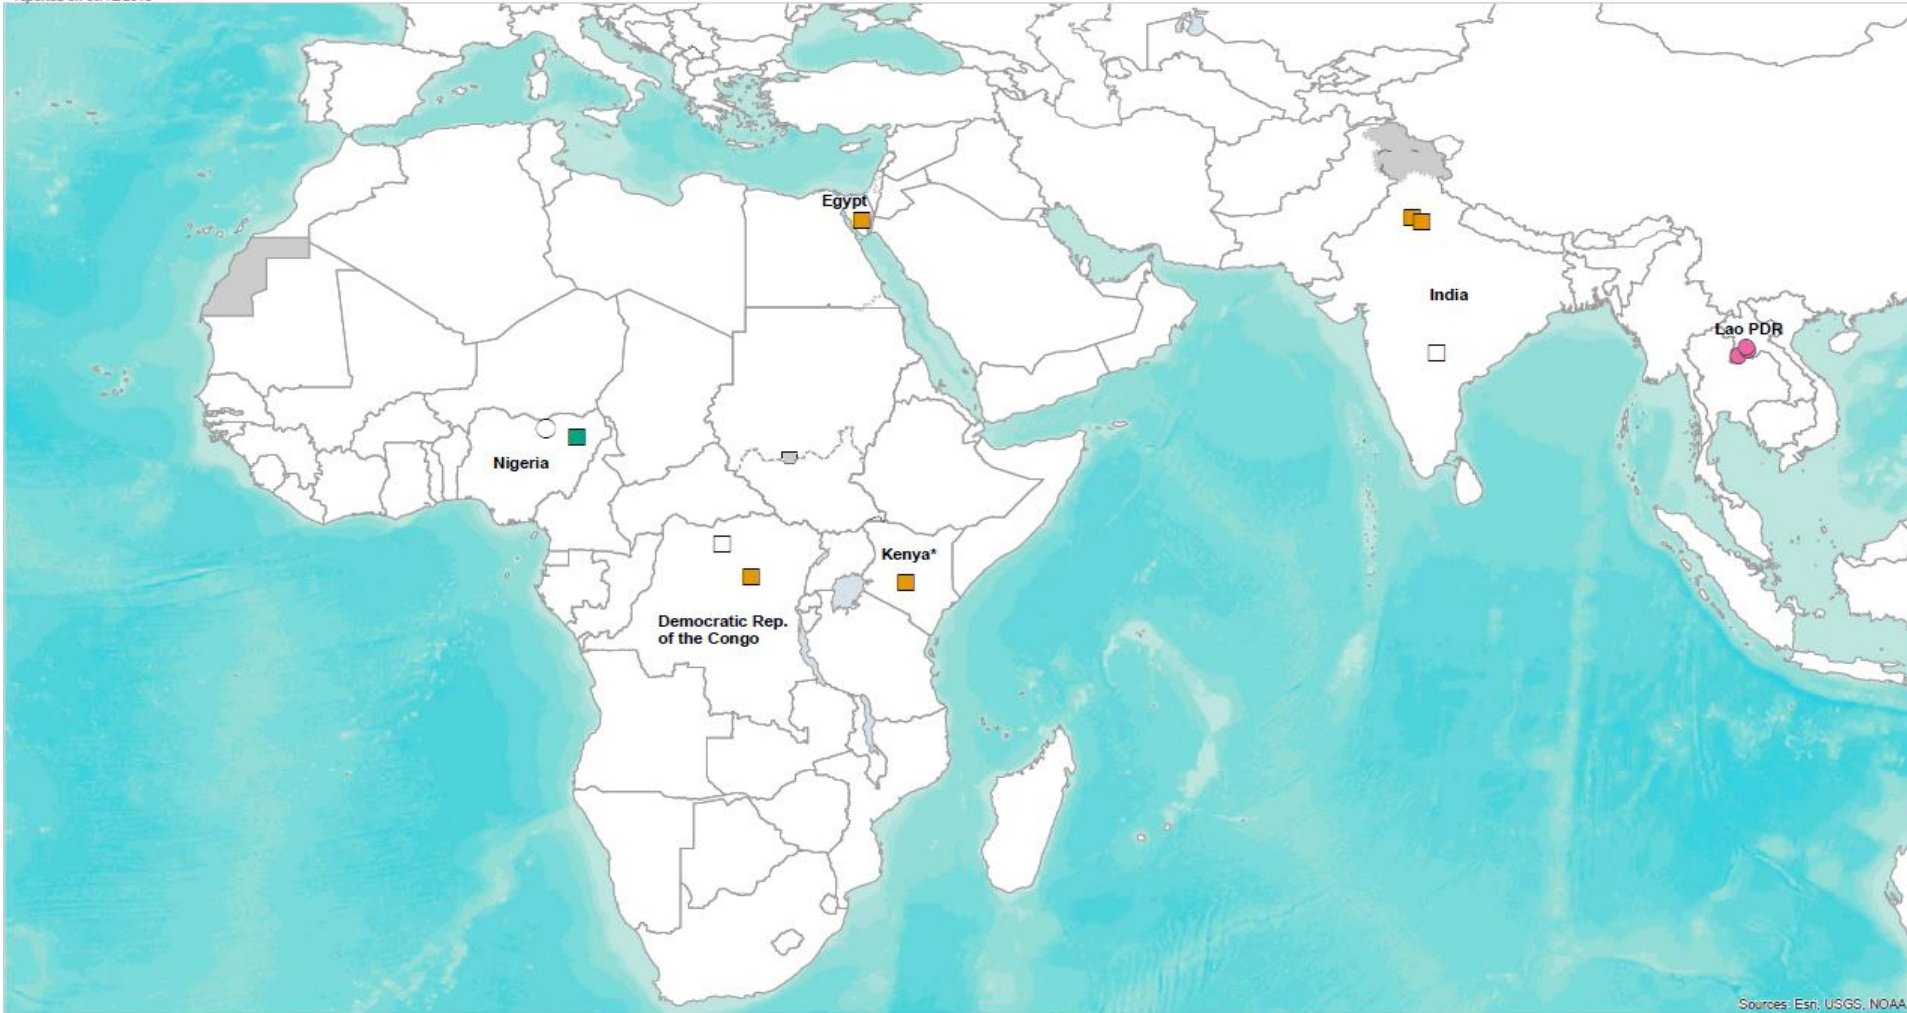 Egypt
India
Lao PDR
Nigeria
Kenya*
Democratic Rep.
of the Congo
Sources: Esri, USGS, NOAA